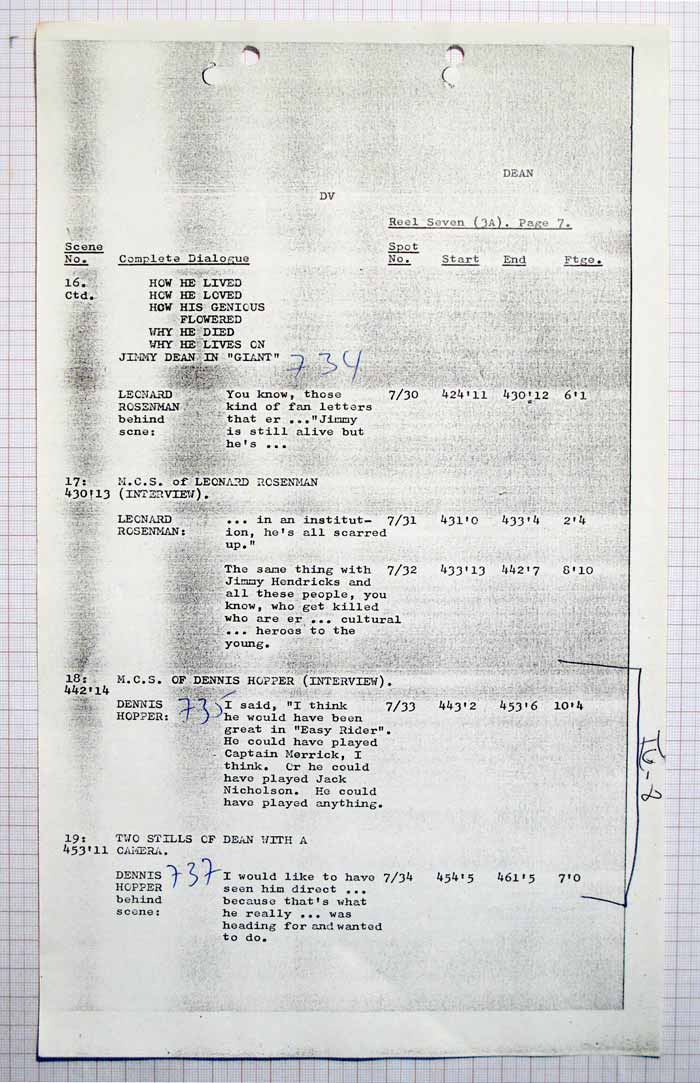 DEAN
DV
Reel Seven (3A). Page 7.
Scene No. Complete Dialogue Spot No. Start End Ftge.
16. Ctd. HOW HE LIVED
HOW HE LOVED
HOW HIS GENIOUS
FLOWERED
WHY HE DIED
WHY HE LIVES ON
JIMMY DEAN IN "GIANT" 734
LEONARD You know, those 7/30 424'11 430'12 6'1
ROSENMAN kind of fan letters
behind that er ..."Jimmy
scne: is still alive but
he's ...
17: M.C.S. of LEONARD ROSENMAN
430'13 (INTERVIEW).
LEONARD ... in an institut- 7/31 431'0 433'4 2'4
ROSENMAN: ion, he's all scarred
up."
The same thing with 7/32 433'13 442'7 8'10
Jimmy Hendricks and
all these people, you
know, who get killed
who are er ... cultural
... heroes to the
young.
18: M.C.S. OF DENNIS HOPPER (INTERVIEW).
442'14
DENNIS 735 I said, "I think 7/33 443'2 453'6 10'4
HOPPER: he would have been
great in "Easy Rider".
He could have played
Captain Merrick, I
think. Or he could
have played Jack
Nicholson. He could
have played anything.
19: TWO STILLS OF DEAN WITH A
453'11 CAMERA.
DENNIS 737 I would like to have 7/34 454'5 461'5 7'0
HOPPER seen him direct ...
behind because that's what
scene: he really ... was
heading for and wanted
to do.